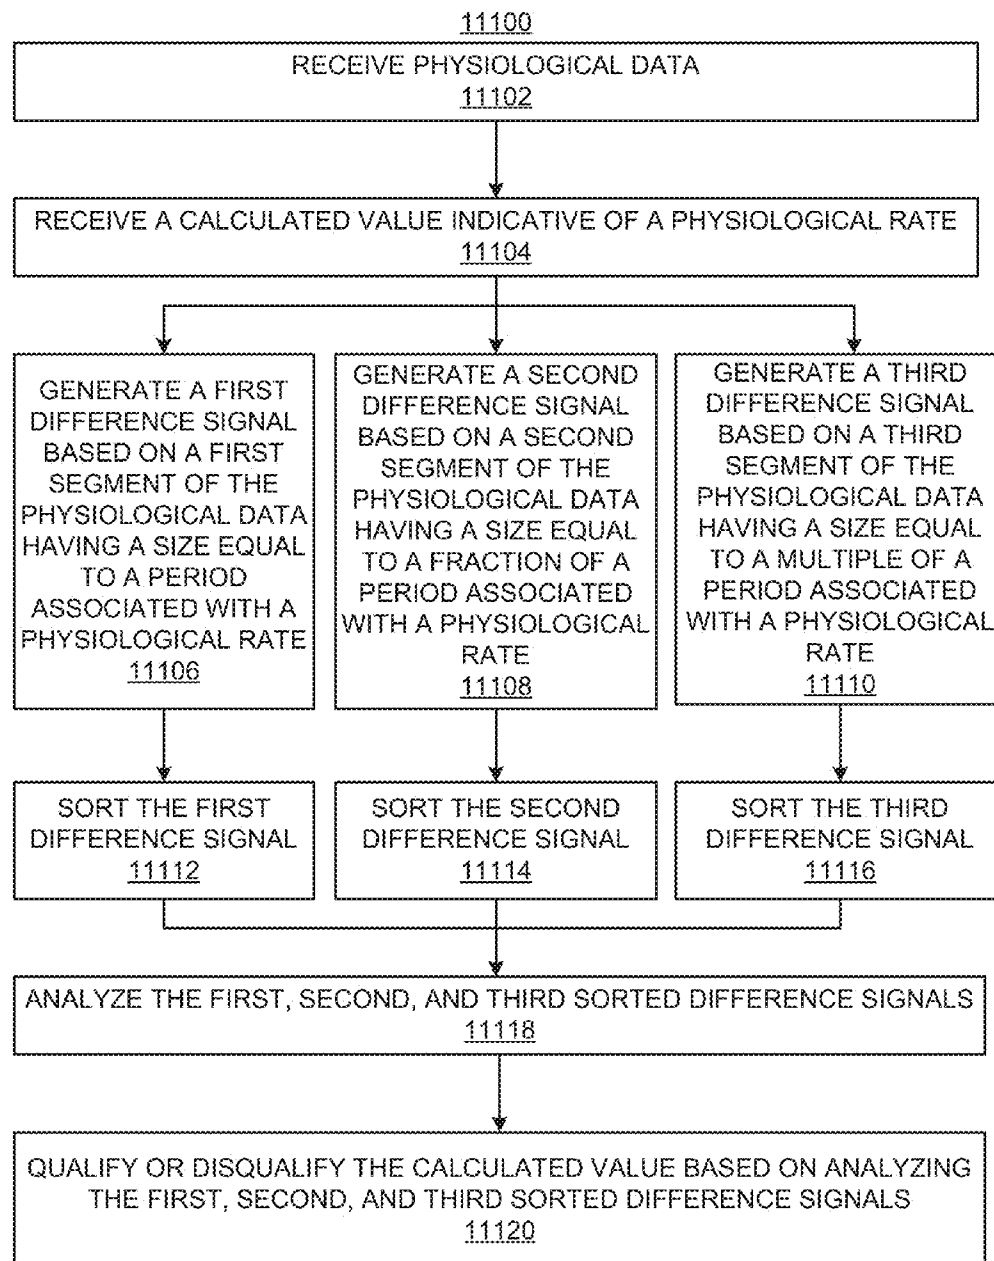 11100
RECEIVE PHYSIOLOGICAL DATA
11102
RECEIVE A CALCULATED VALUE INDICATIVE OF A PHYSIOLOGICAL RATE
11104
GENERATE A FIRST
DIFFERENCE SIGNAL
BASED ON A FIRST
SEGMENT OF THE
PHYSIOLOGICAL DATA
HAVING A SIZE EQUAL
TO A PERIOD
ASSOCIATED WITH A
PHYSIOLOGICAL RATE
11106
GENERATE A SECOND
DIFFERENCE SIGNAL
BASED ON A SECOND
SEGMENT OF THE
PHYSIOLOGICAL DATA
HAVING A SIZE EQUAL
TO A FRACTION OF A
PERIOD ASSOCIATED
WITH A PHYSIOLOGICAL
RATE
11108
GENERATE A THIRD
DIFFERENCE SIGNAL
BASED ON A THIRD
SEGMENT OF THE
PHYSIOLOGICAL DATA
HAVING A SIZE EQUAL
TO A MULTIPLE OF A
PERIOD ASSOCIATED
WITH A PHYSIOLOGICAL
RATE
11110
SORT THE FIRST
DIFFERENCE SIGNAL
11112
SORT THE SECOND
DIFFERENCE SIGNAL
11114
SORT THE THIRD
DIFFERENCE SIGNAL
11116
ANALYZE THE FIRST, SECOND, AND THIRD SORTED DIFFERENCE SIGNALS
11118
QUALIFY OR DISQUALIFY THE CALCULATED VALUE BASED ON ANALYZING
THE FIRST, SECOND, AND THIRD SORTED DIFFERENCE SIGNALS
11120